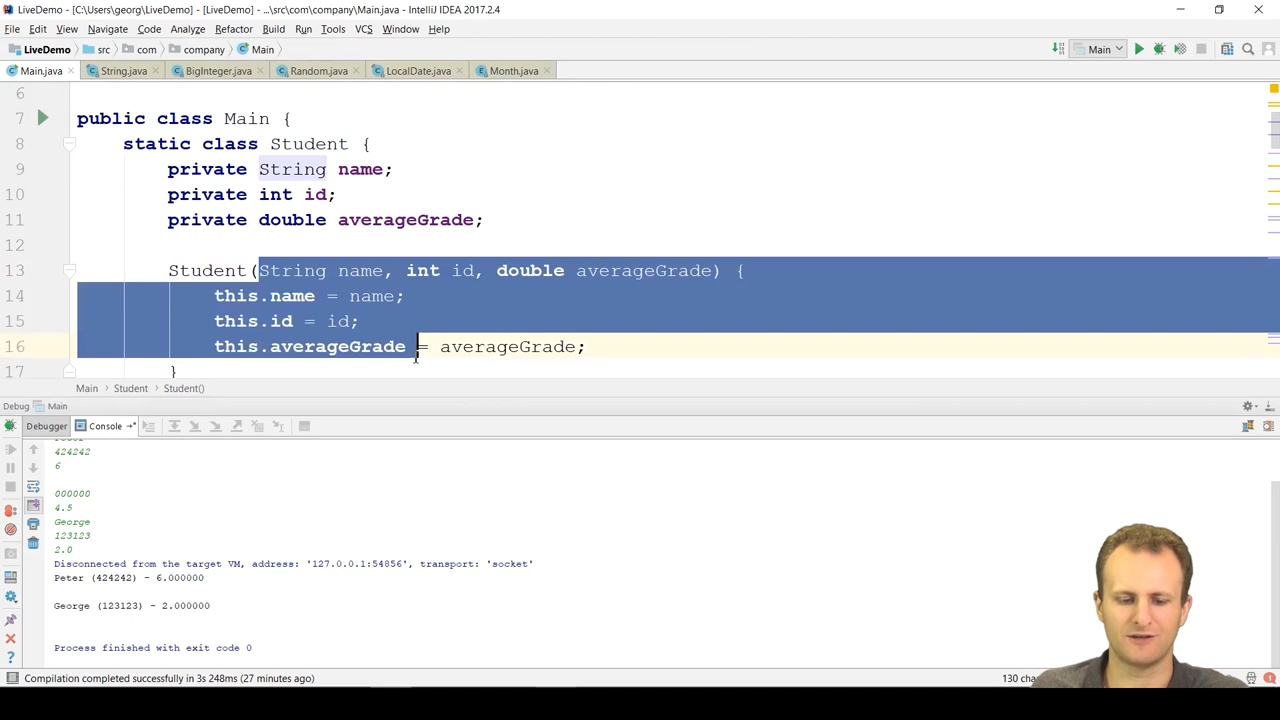 LiveDemo - [C:\Users\georg\LiveDemo] - [LiveDemo] - ...\src\com\company\Main.java - IntelliJ IDEA 2017.2.4
File Edit View Navigate Code Analyze Refactor Build Run Tools VCS Window Help
LiveDemo src com company Main Main
Main.java String.java BigInteger.java Random.java LocalDate.java Month.java
6
7 public class Main {
8 static class Student {
9 private String name;
10 private int id;
11 private double averageGrade;
12
13 Student(String name, int id, double averageGrade) {
14 this.name = name;
15 this.id = id;
16 this.averageGrade = averageGrade;
17 }
Main Student Student()
Debug Main
Debugger Console
424242
6
000000
4.5
George
123123
2.0
Disconnected from the target VM, address: '127.0.0.1:54856', transport: 'socket'
Peter (424242) - 6.000000
George (123123) - 2.000000
Process finished with exit code 0
Compilation completed successfully in 3s 248ms (27 minutes ago) 130